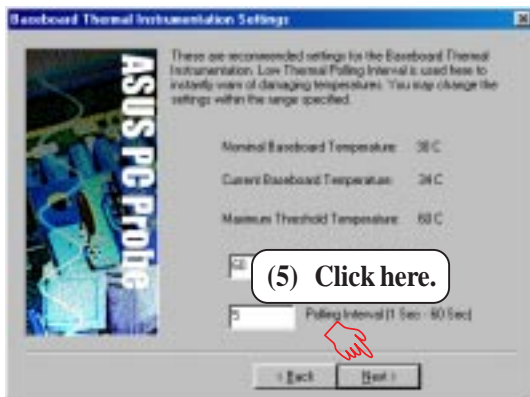 Baseboard Thermal Instrumentation Settings
ASUS PC Probe
These are recommended settings for the Baseboard Thermal
Instrumentation. Low Thermal Polling Interval is used here to
instantly warn of damaging temperatures. You may change the
settings within the range specified.
Nominal Baseboard Temperature: 30 C
Current Baseboard Temperature: 34 C
Maximum Threshold Temperature: 60 C
(5) Click here.
5 Polling Interval (1 Sec - 60 Sec)
< Back Next >